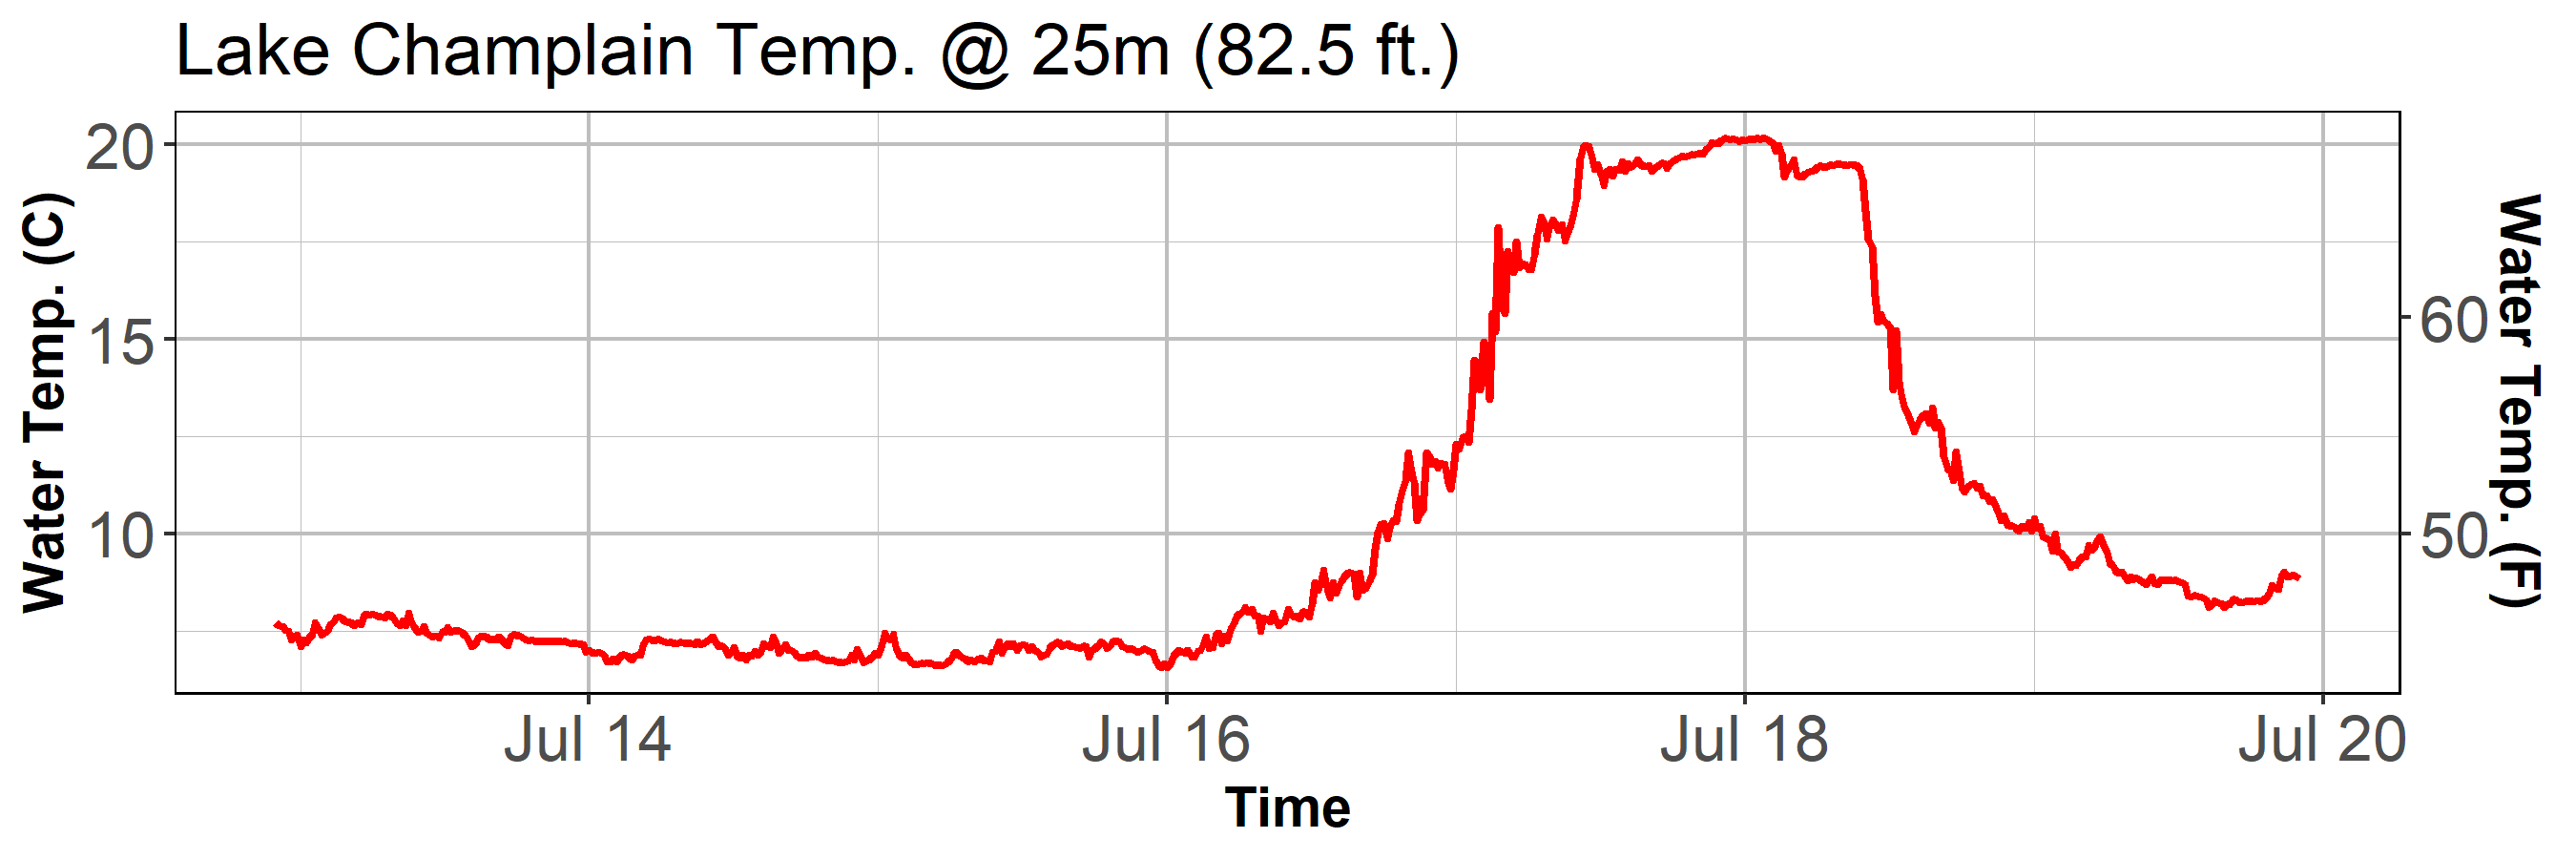 Lake Champlain Temp. @ 25m (82.5 ft.)
Water Temp. (C)
20
15
10
60
50
Water Temp. (F)
Jul 14 Jul 16 Jul 18 Jul 20
Time